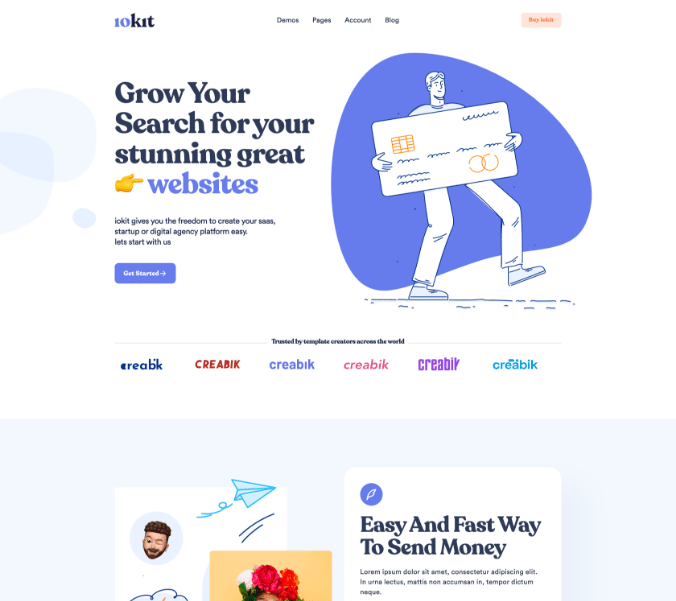 iokit
Demos Pages Account Blog
Buy iokit
Grow Your
Search for your
stunning great
👉 websites
iokit gives you the freedom to create your saas,
startup or digital agency platform easy.
lets start with us
Get Started →
Trusted by template creators across the world
creabik CREABIK creabik creabik creabik creabik
Easy And Fast Way
To Send Money
Lorem ipsum dolor sit amet, consectetur adipiscing elit.
In urna lectus, mattis non accumsan in, tempor dictum
neque.